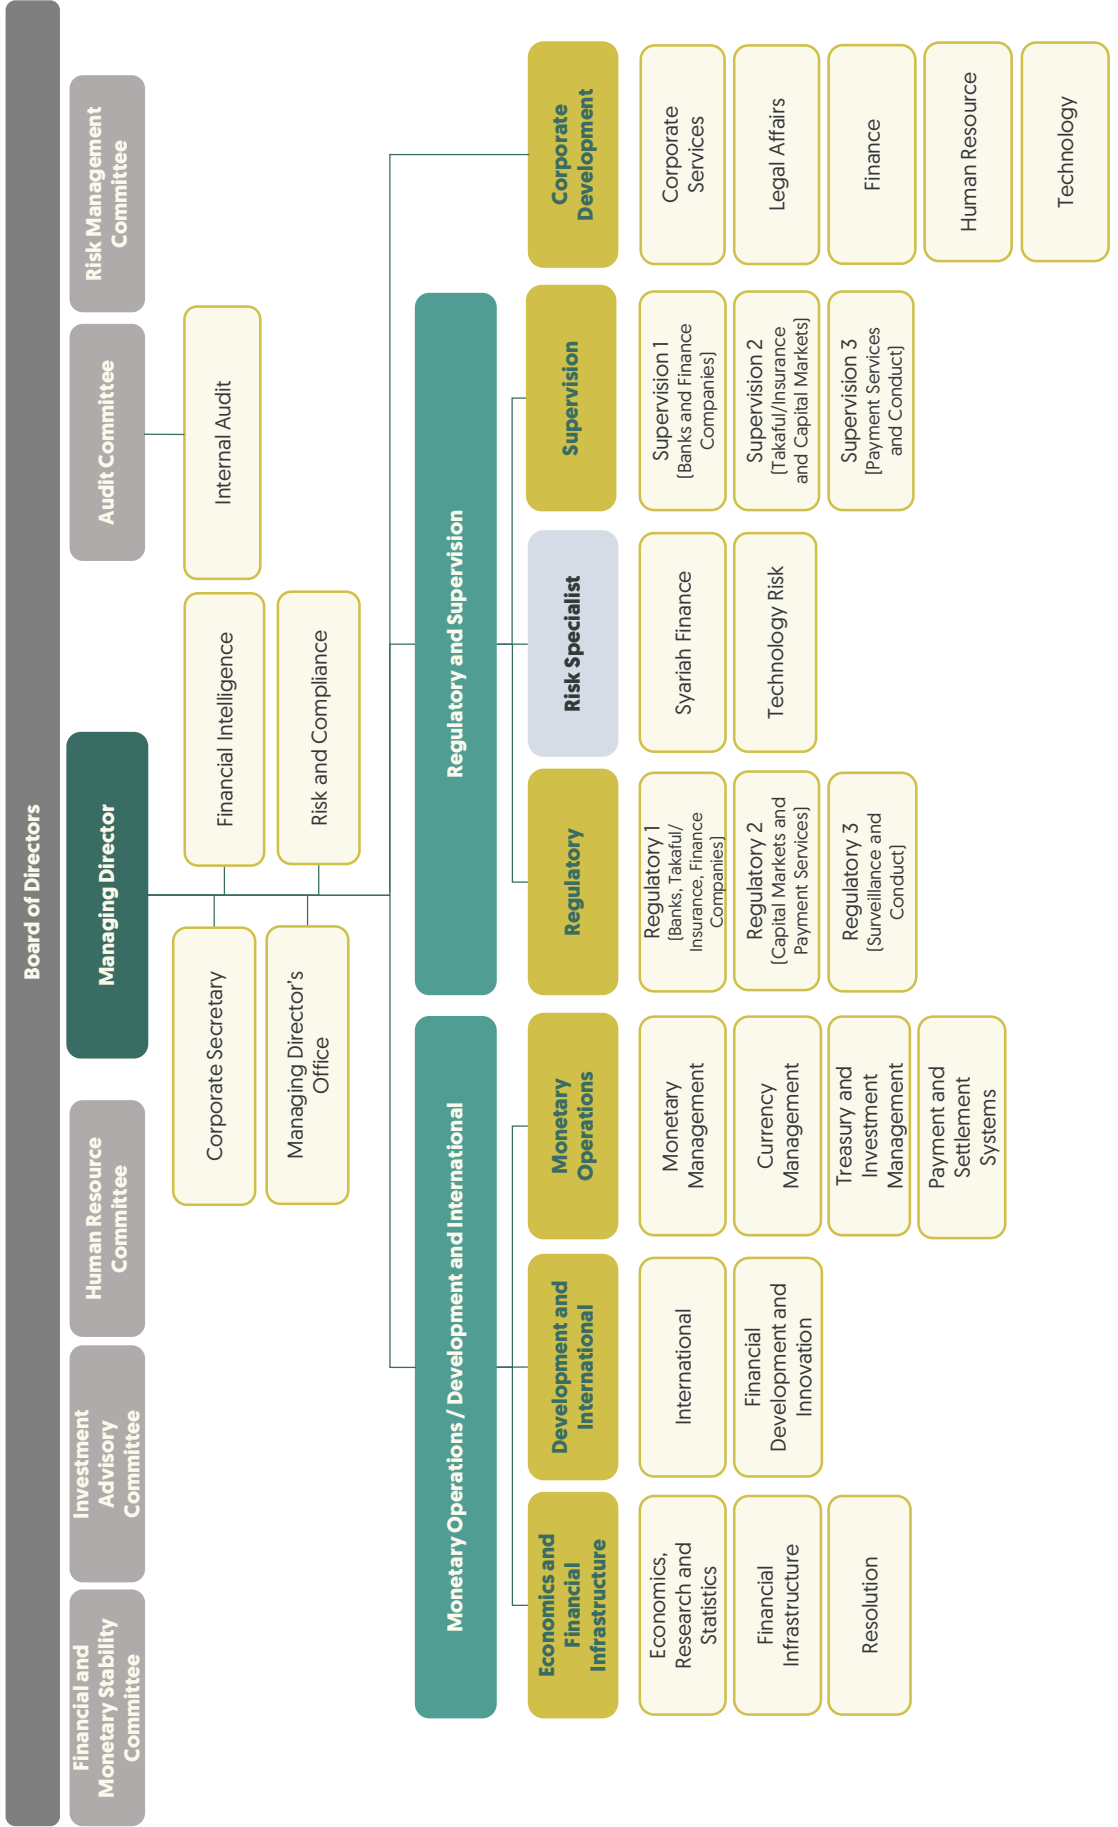 Board of Directors
Financial and
Monetary Stability
Committee
Investment
Advisory
Committee
Human Resource
Committee
Managing Director
Audit Committee
Risk Management
Committee
Corporate Secretary
Managing Director's
Office
Financial Intelligence
Risk and Compliance
Internal Audit
Monetary Operations / Development and International
Regulatory and Supervision
Economics and
Financial
Infrastructure
Economics,
Research and
Statistics
Financial
Infrastructure
Resolution
Development and
International
International
Financial
Development and
Innovation
Monetary
Operations
Monetary
Management
Currency
Management
Treasury and
Investment
Management
Payment and
Settlement
Systems
Regulatory
Regulatory 1
(Banks, Takaful/
Insurance, Finance
Companies)
Regulatory 2
(Capital Markets and
Payment Services)
Regulatory 3
(Surveillance and
Conduct)
Risk Specialist
Syariah Finance
Technology Risk
Supervision
Supervision 1
(Banks and Finance
Companies)
Supervision 2
(Takaful/Insurance
and Capital Markets)
Supervision 3
(Payment Services
and Conduct)
Corporate
Development
Corporate
Services
Legal Affairs
Finance
Human Resource
Technology